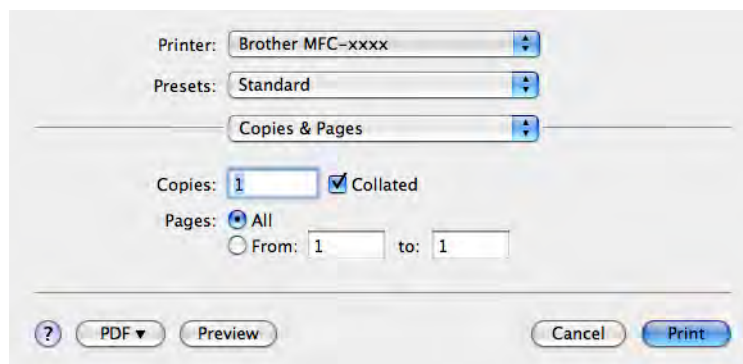 Printer: Brother MFC-xxxx
Presets: Standard
Copies & Pages
Copies: 1 Collated
Pages: All
From: 1 to: 1
? PDF ▼ Preview Cancel Print